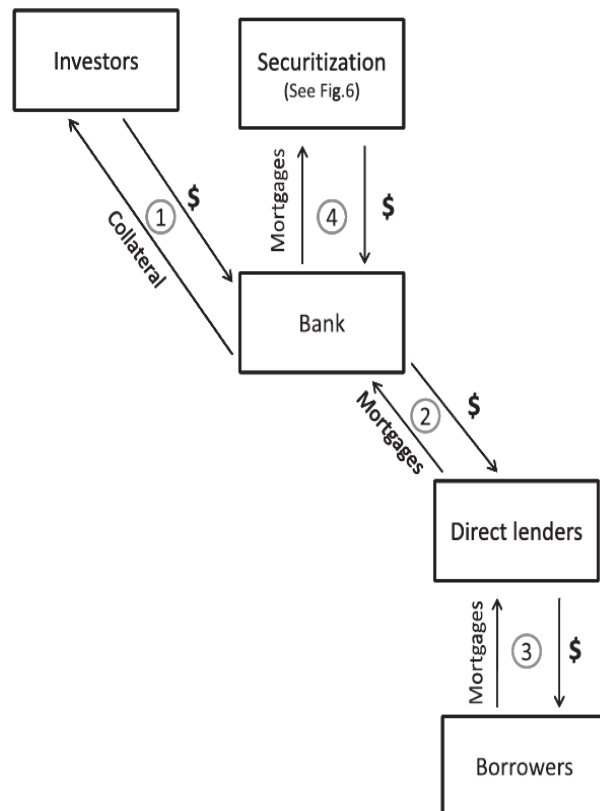 Investors
Securitization
(See Fig.6)
Mortgages
4
$
1
$
Collateral
Bank
$
2
Mortgages
Direct lenders
Mortgages
3
$
Borrowers